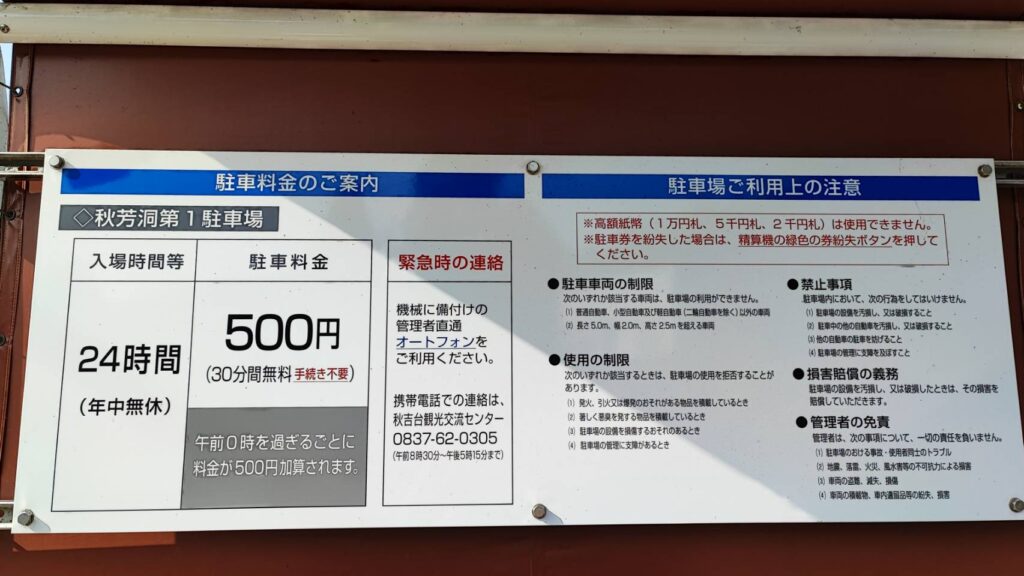 駐車料金のご案内
◇秋芳洞第1駐車場
入場時間等
24時間
(年中無休)
駐車料金
500円
(30分間無料 手続き不要)
午前0時を過ぎるごとに
料金が500円加算されます。
緊急時の連絡
機械に備付けの
管理者直通
オートフォンを
ご利用ください。
携帯電話での連絡は、
秋吉台観光交流センター
0837-62-0305
(午前8時30分~午後5時15分まで)
駐車場ご利用上の注意
※高額紙幣(1万円札、5千円札、2千円札)は使用できません。
※駐車券を紛失した場合は、精算機の緑色の券紛失ボタンを押して
ください。
●駐車車両の制限
次のいずれか該当する車両は、駐車場の利用ができません。
(1) 普通自動車、小型自動車及び軽自動車(二輪自動車を除く)以外の車両
(2) 長さ5.0m、幅2.0m、高さ2.5mを超える車両
●使用の制限
次のいずれか該当するときは、駐車場の使用を拒否することが
あります。
(1) 発火、引火又は爆発のおそれがある物品を積載しているとき
(2) 著しく悪臭を発する物品を積載しているとき
(3) 駐車場の設備を損傷するおそれのあるとき
(4) 駐車場の管理に支障があるとき
●禁止事項
駐車場内において、次の行為をしてはいけません。
(1) 駐車場の設備を汚損し、又は破損すること
(2) 駐車中の他の自動車を汚損し、又は破損すること
(3) 他の自動車の駐車を妨げること
(4) 駐車場の管理に支障を及ぼすこと
●損害賠償の義務
駐車場の設備を汚損し、又は破損したときは、その損害を
賠償していただきます。
●管理者の免責
管理者は、次の事項について、一切の責任を負いません。
(1) 駐車場のおける事故・使用者同士のトラブル
(2) 地震、落雷、火災、風水害等の不可抗力による損害
(3) 車両の盗難、滅失、損傷
(4) 車両の積載物、車内遺留品等の紛失、損害